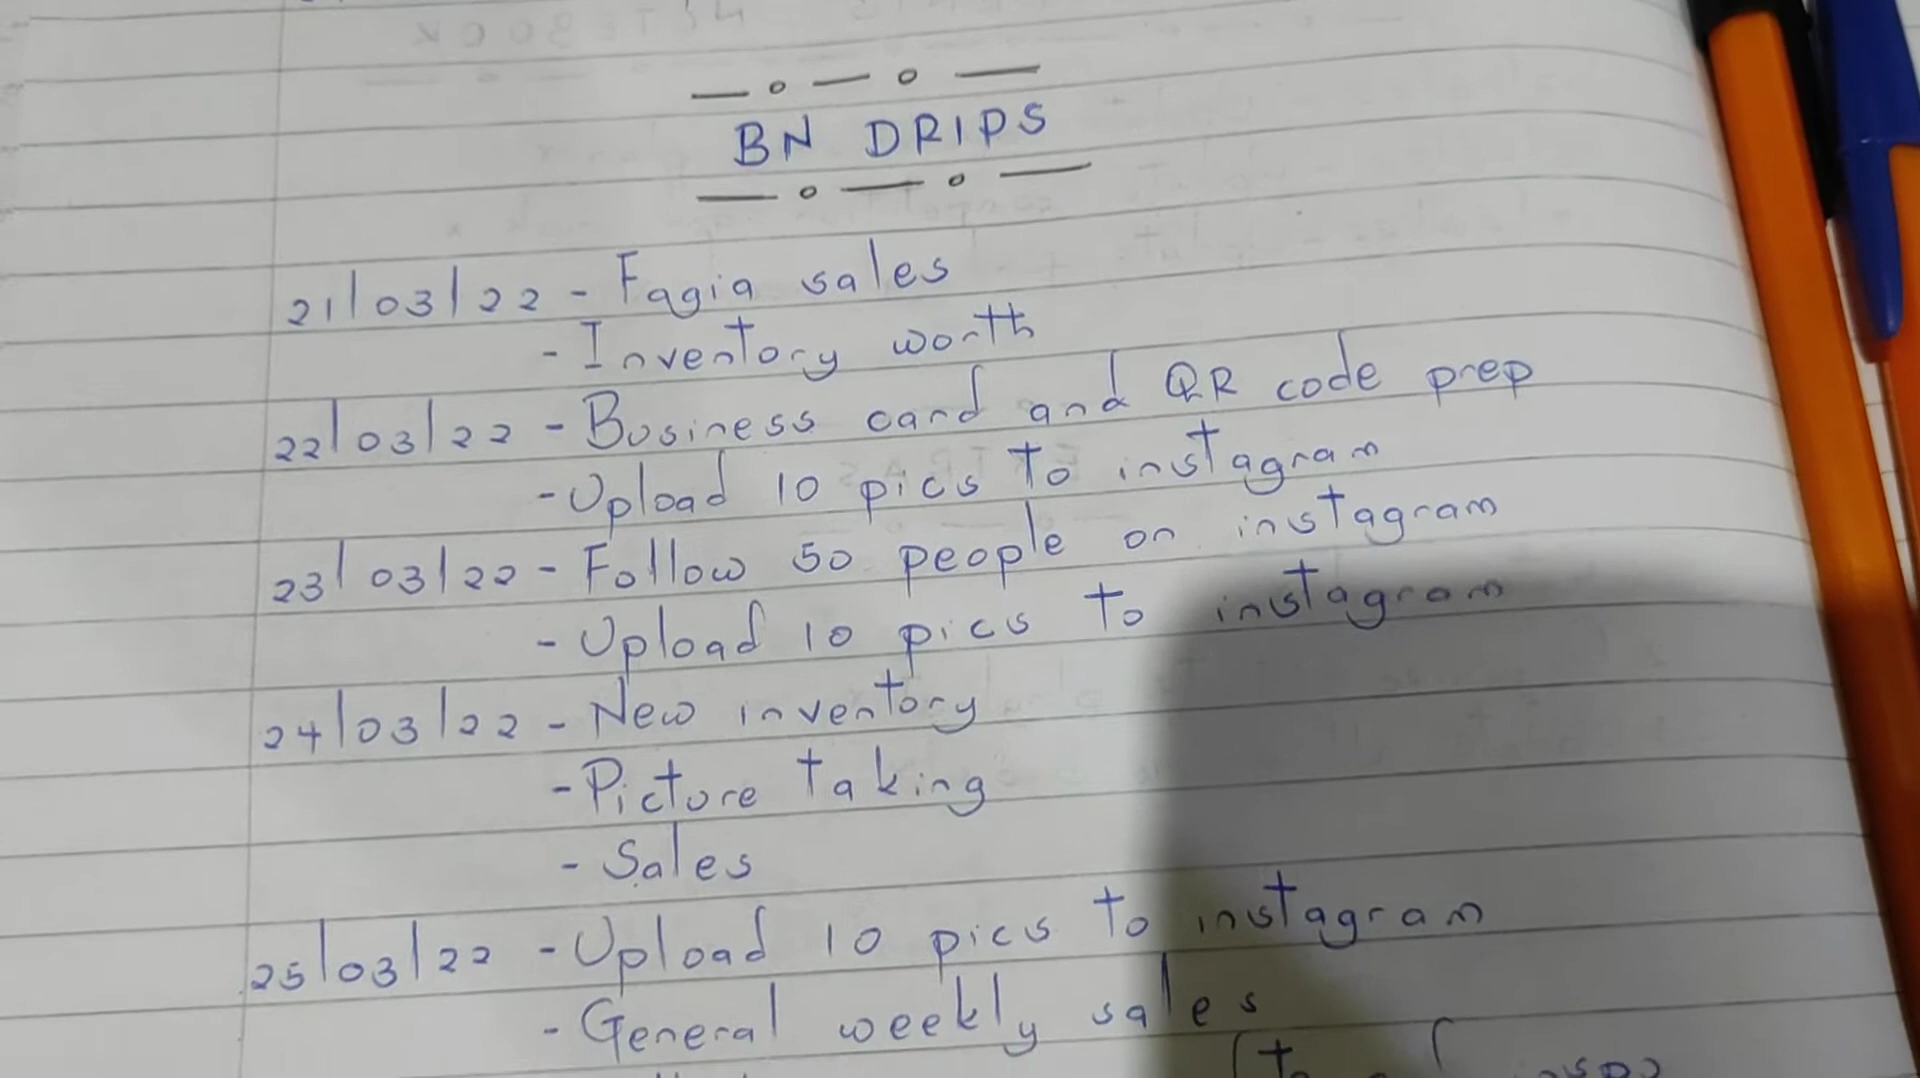 BN DRIPS
21/03/22 - Fagia sales
- Inventory worth
22/03/22 - Business card and QR code prep
- Upload 10 pics to instagram
23/03/22 - Follow 50 people on instagram
- Upload 10 pics to instagram
24/03/22 - New inventory
- Picture taking
- Sales
25/03/22 - Upload 10 pics to instagram
- General weekly sales